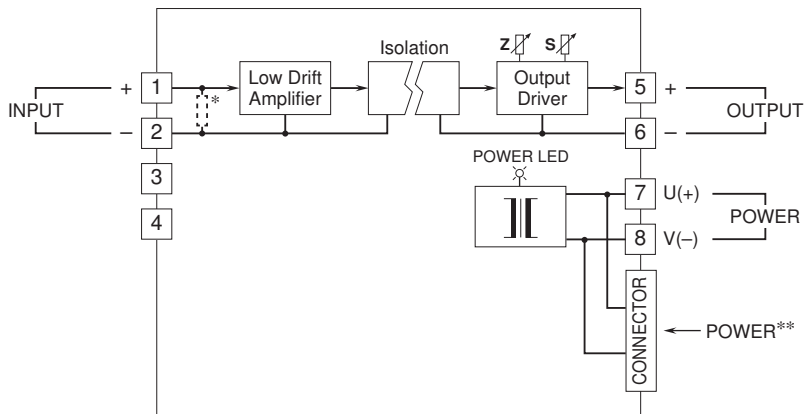 Isolation
Z
S
INPUT
+
1
*
Low Drift
Amplifier
Output
Driver
5
+
OUTPUT
–
2
6
–
3
4
POWER LED
7
U(+)
POWER
8
V(–)
CONNECTOR
POWER**